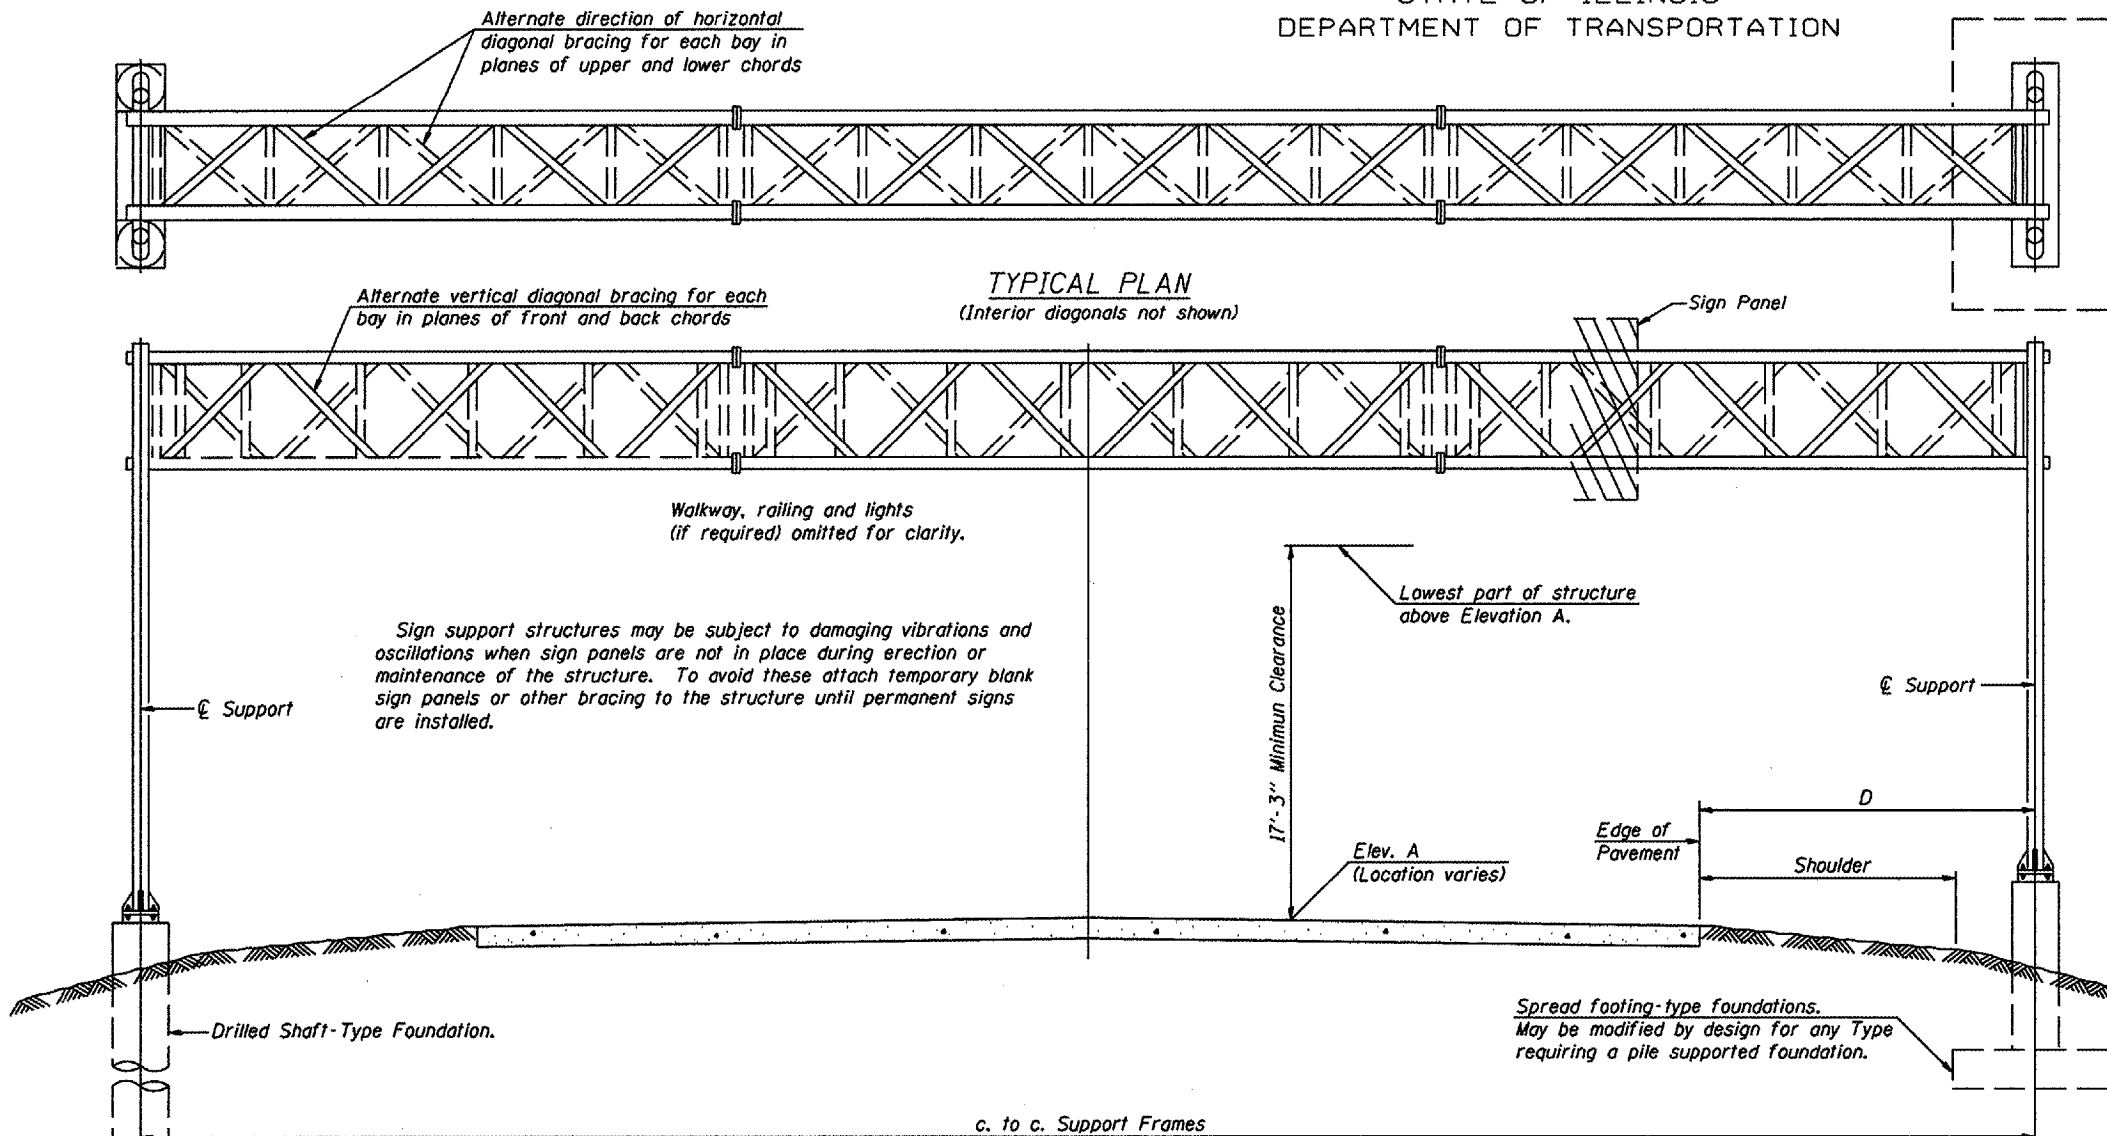 STATE OF ILLINOIS
DEPARTMENT OF TRANSPORTATION
Alternate direction of horizontal
diagonal bracing for each bay in
planes of upper and lower chords
TYPICAL PLAN
(Interior diagonals not shown)
Alternate vertical diagonal bracing for each
bay in planes of front and back chords
Sign Panel
Walkway, railing and lights
(if required) omitted for clarity.
Lowest part of structure
above Elevation A.
Sign support structures may be subject to damaging vibrations and
oscillations when sign panels are not in place during erection or
maintenance of the structure. To avoid these attach temporary blank
sign panels or other bracing to the structure until permanent signs
are installed.
17'-3" Minimun Clearance
℄ Support
℄ Support
D
Edge of
Pavement
Shoulder
Elev. A
(Location varies)
Drilled Shaft-Type Foundation.
Spread footing-type foundations.
May be modified by design for any Type
requiring a pile supported foundation.
c. to c. Support Frames